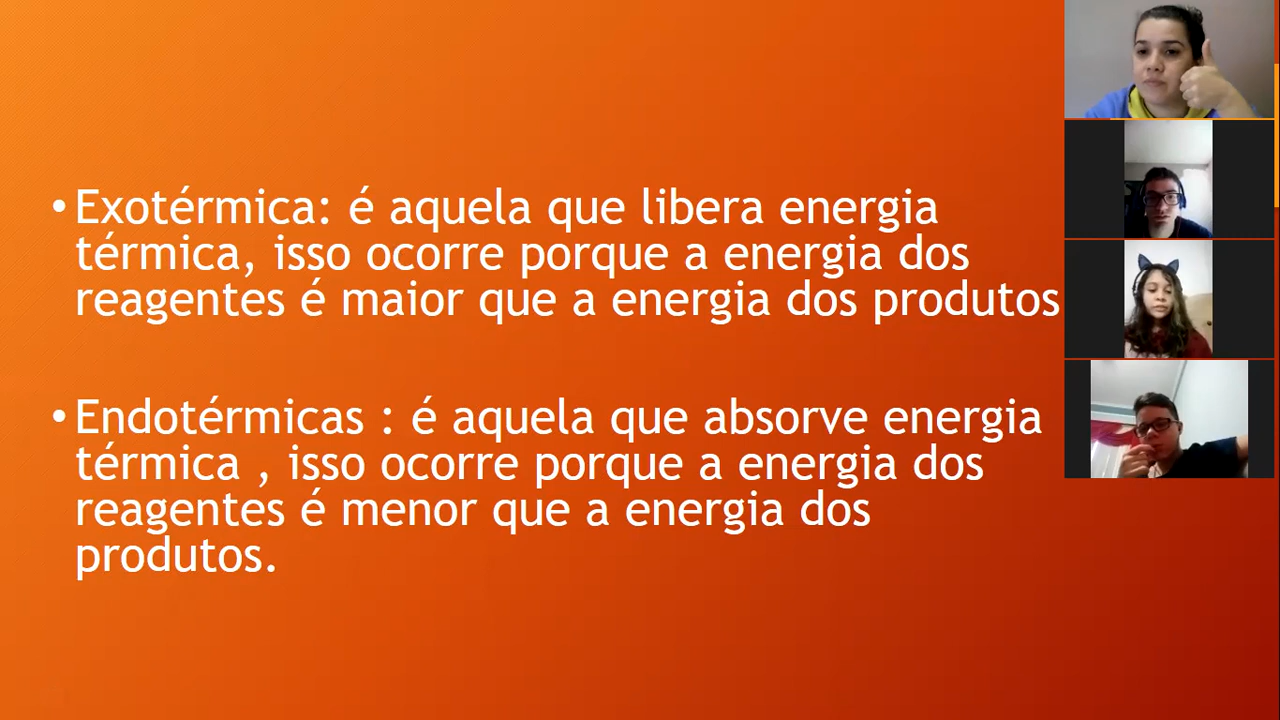 • Exotérmica: é aquela que libera energia
térmica, isso ocorre porque a energia dos
reagentes é maior que a energia dos produtos
• Endotérmicas : é aquela que absorve energia
térmica , isso ocorre porque a energia dos
reagentes é menor que a energia dos
produtos.